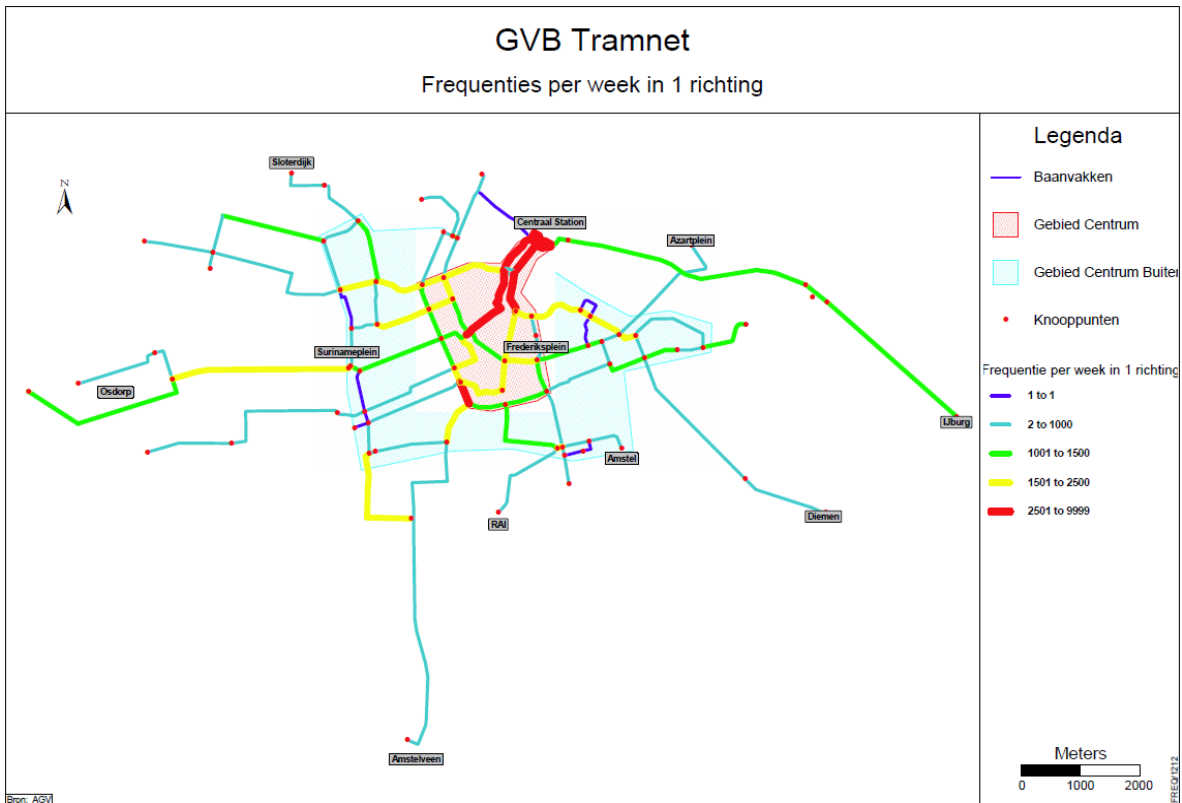 GVB Tramnet
Frequenties per week in 1 richting
N
Sloterdijk
Centraal Station
Azartplein
Surinameplein
Frederiksplein
Osdorp
IJburg
Amstel
RAI
Diemen
Amstelveen
Bron: AGV
Legenda
Baanvakken
Gebied Centrum
Gebied Centrum Buiten
Knooppunten
Frequentie per week in 1 richting
1 to 1
2 to 1000
1001 to 1500
1501 to 2500
2501 to 9999
Meters
0 1000 2000
FREQ/1212